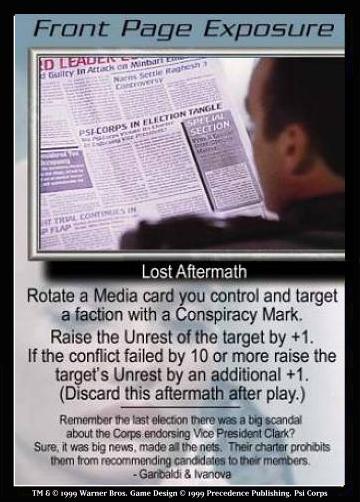 Front Page Exposure
D LEADER
d Guilty In Attack on Minbari
Narns Settle Raghesh 3
Controversy
PSI-CORPS IN ELECTION TANGLE
SPECIAL
SECTION
TRIAL CONTINUES IN
FLAP
Lost Aftermath
Rotate a Media card you control and target
a faction with a Conspiracy Mark.
Raise the Unrest of the target by +1.
If the conflict failed by 10 or more raise the
target's Unrest by an additional +1.
(Discard this aftermath after play.)
Remember the last election there was a big scandal
about the Corps endorsing Vice President Clark?
Sure, it was big news, made all the nets. Their charter prohibits
them from recommending candidates to their members.
- Garibaldi & Ivanova
TM & © 1999 Warner Bros. Game Design © 1999 Precedence Publishing. Psi Corps